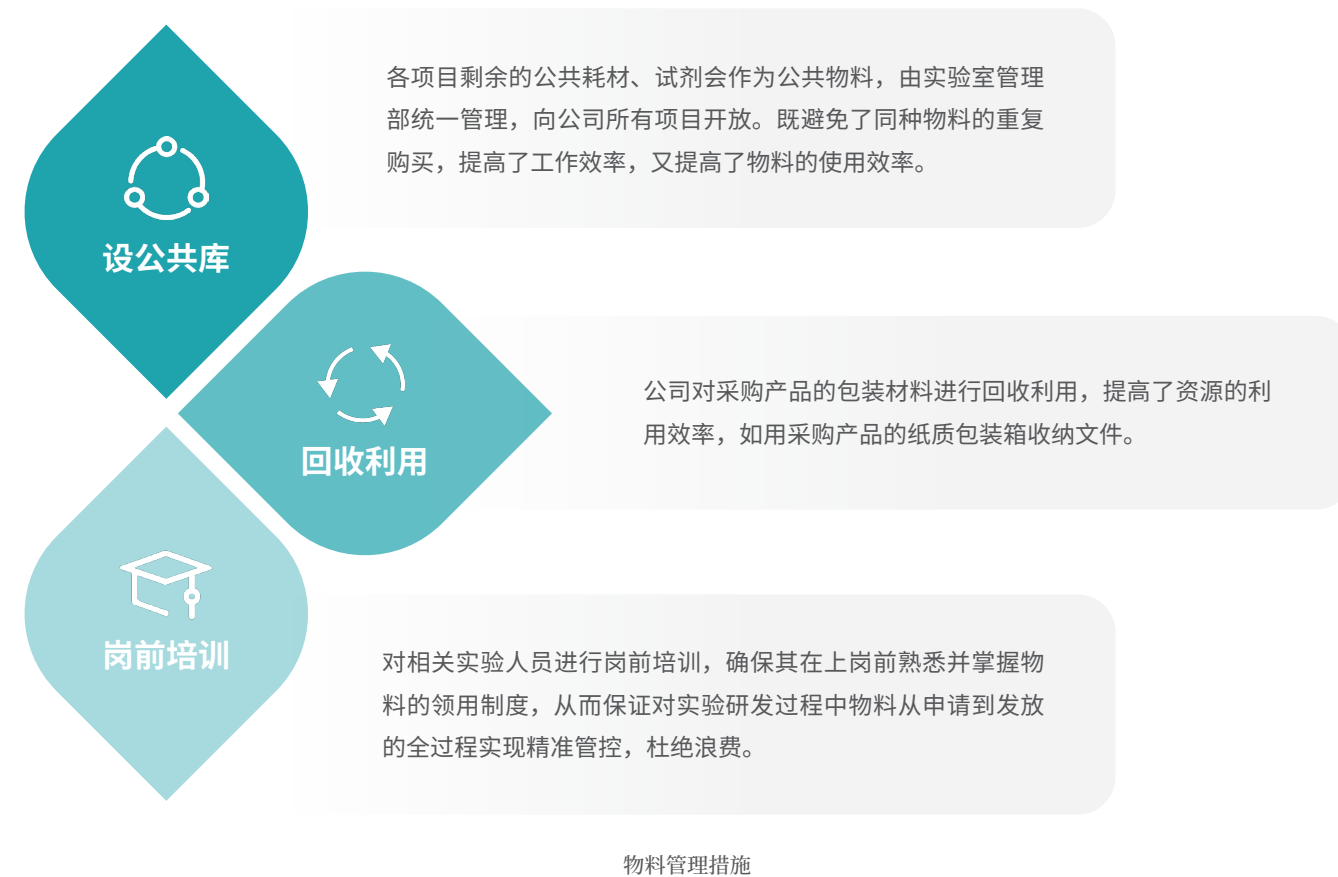 设公共库
各项目剩余的公共耗材、试剂会作为公共物料，由实验室管理
部统一管理，向公司所有项目开放。既避免了同种物料的重复
购买，提高了工作效率，又提高了物料的使用效率。
回收利用
公司对采购产品的包装材料进行回收利用，提高了资源的利
用效率，如用采购产品的纸质包装箱收纳文件。
岗前培训
对相关实验人员进行岗前培训，确保其在上岗前熟悉并掌握物
料的领用制度，从而保证对实验研发过程中物料从申请到发放
的全过程实现精准管控，杜绝浪费。
物料管理措施